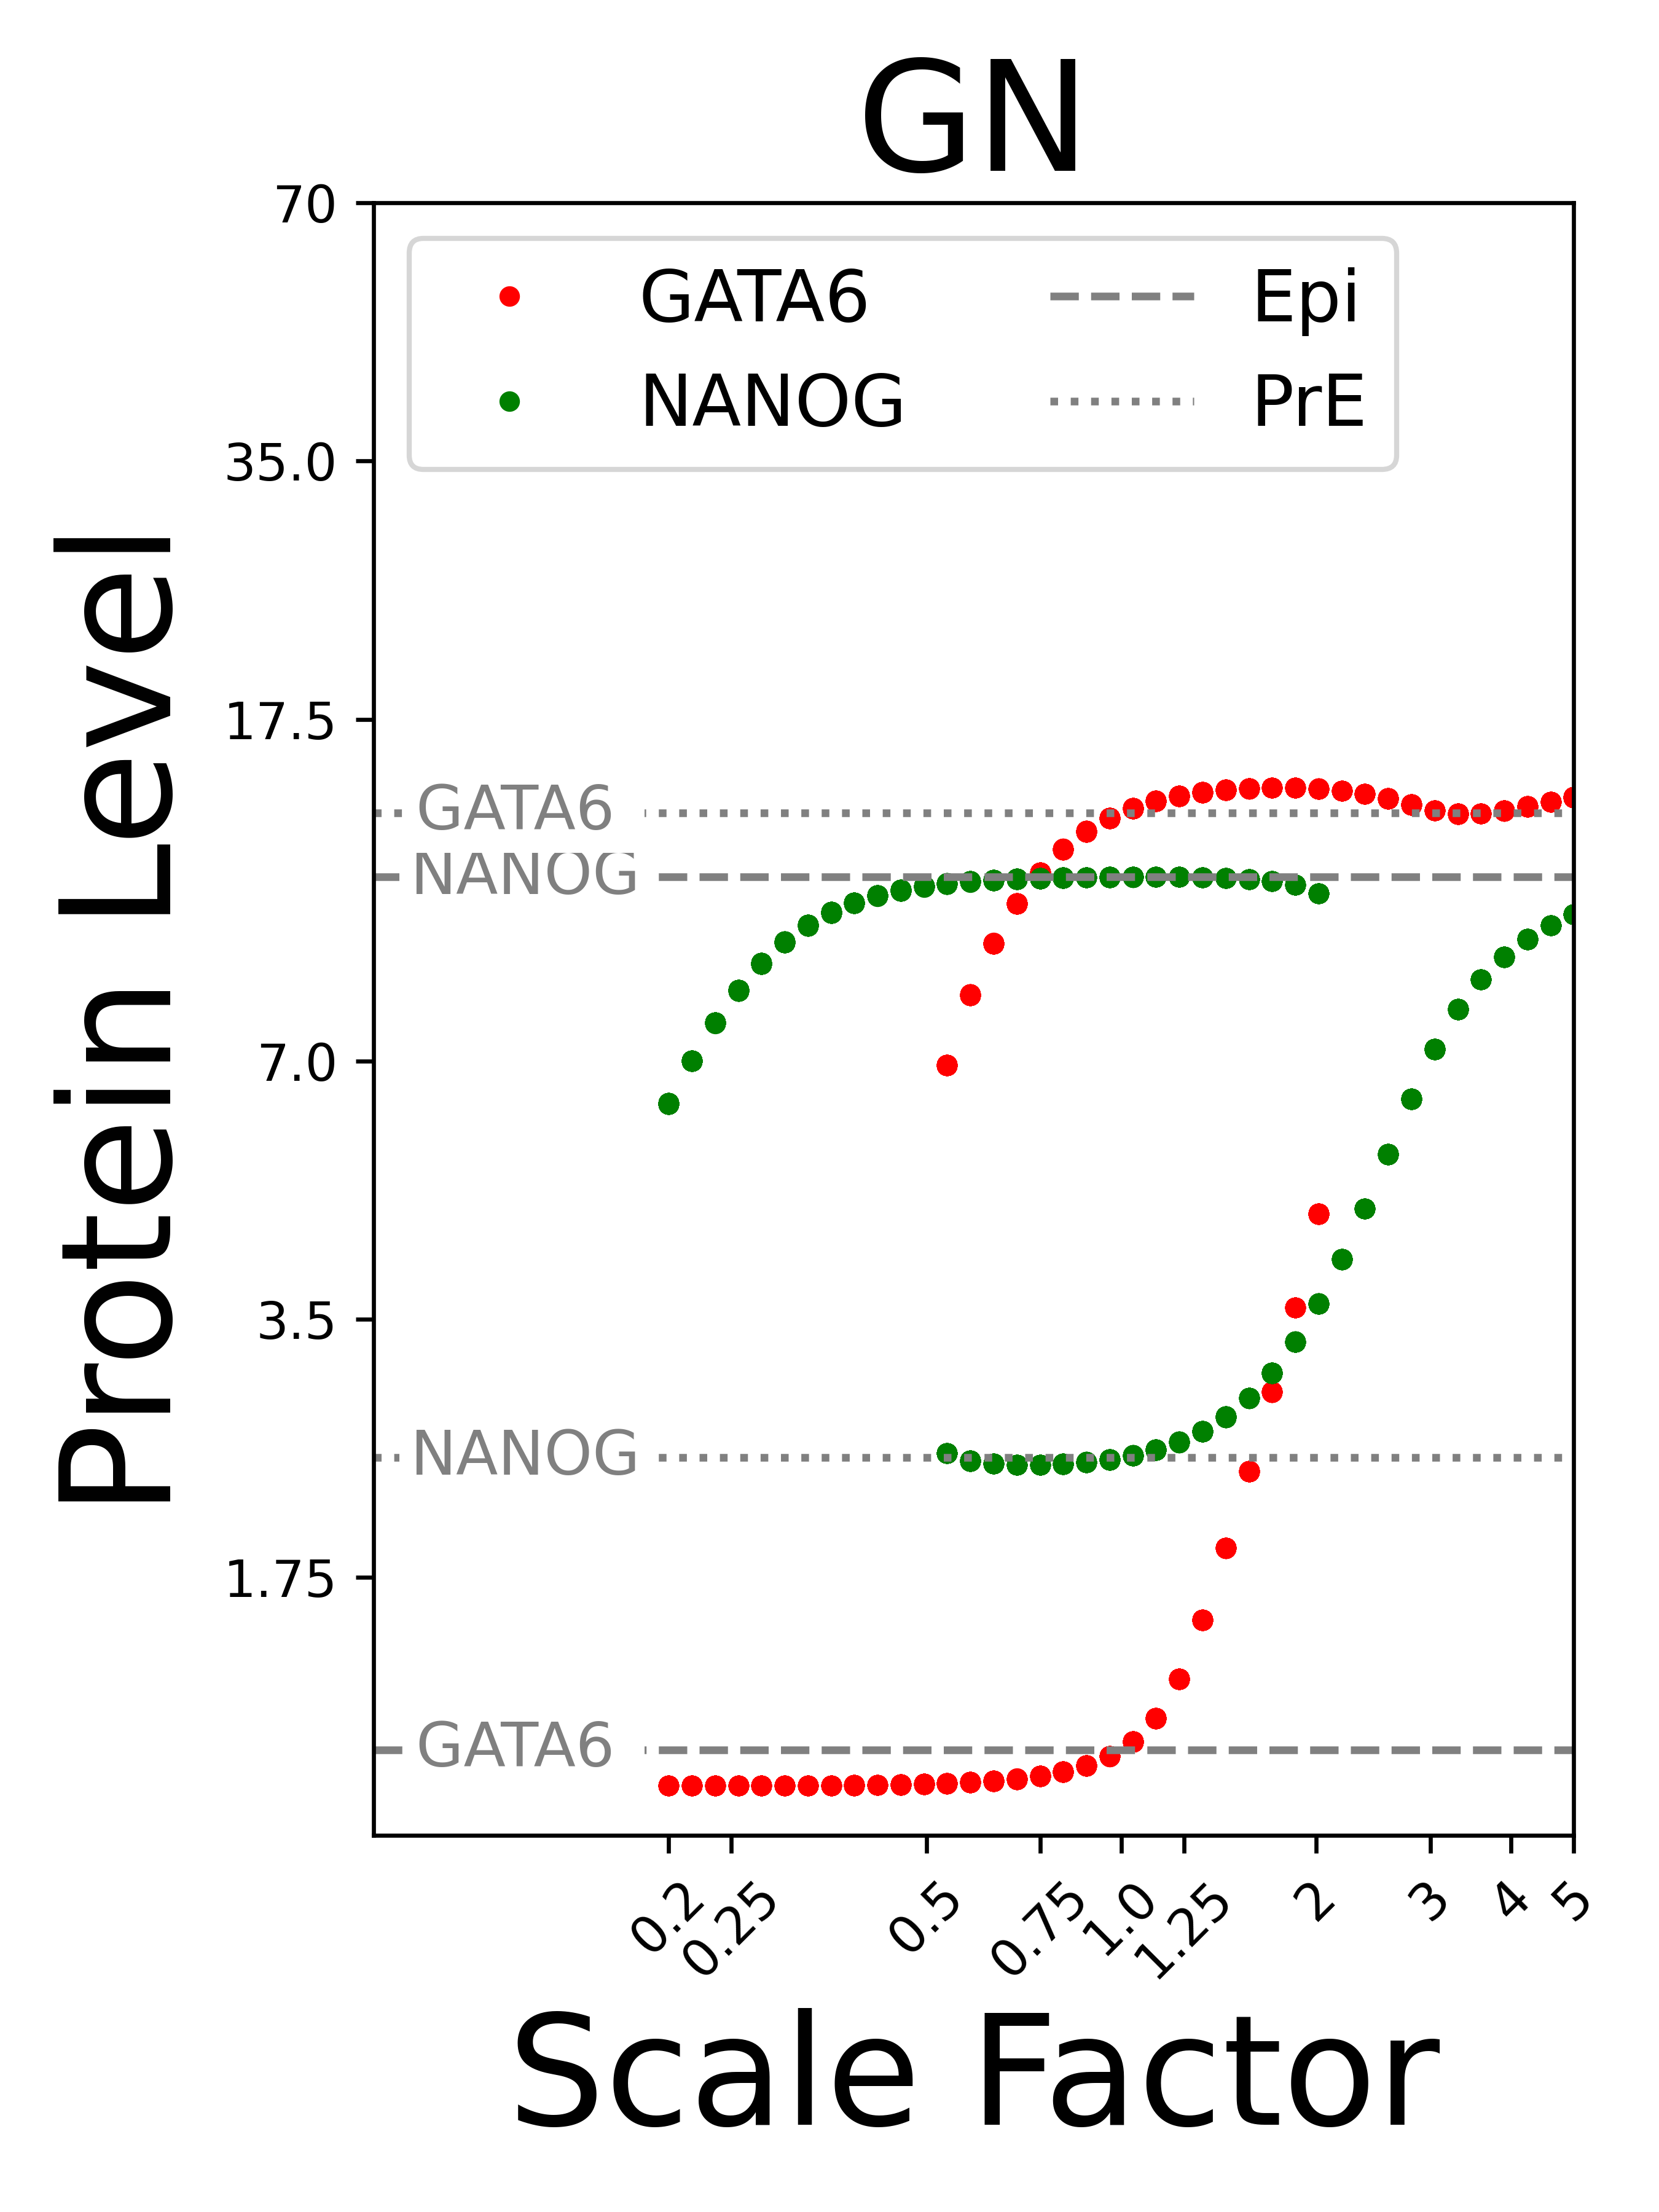 GN
70
GATA6 Epi
NANOG PrE
35.0
17.5
GATA6
NANOG
7.0
3.5
NANOG
1.75
GATA6
Protein Level
0.2 0.25 0.5 0.75 1.0 1.25 2 3 4 5
Scale Factor